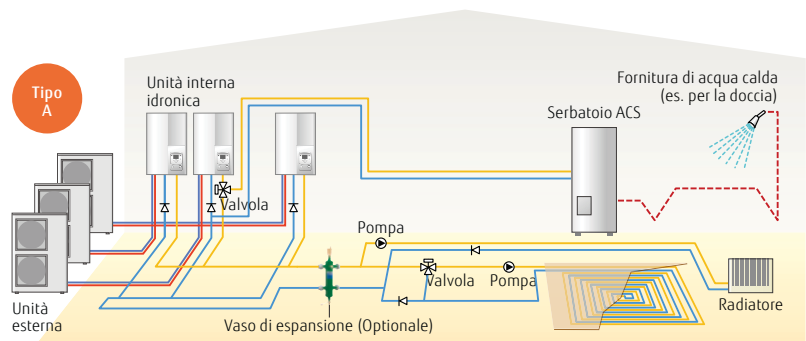 Tipo
A
Unità interna
idronica
Fornitura di acqua calda
(es. per la doccia)
Serbatoio ACS
Valvola
Pompa
Valvola
Pompa
Radiatore
Unità
esterna
Vaso di espansione (Optionale)